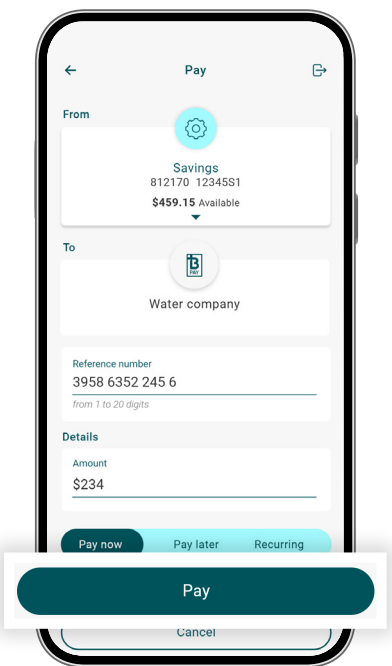 Pay
From
Savings
812170 12345S1
$459.15 Available
To
B
PAY
Water company
Reference number
3958 6352 245 6
from 1 to 20 digits
Details
Amount
$234
Pay now Pay later Recurring
Pay
Cancel